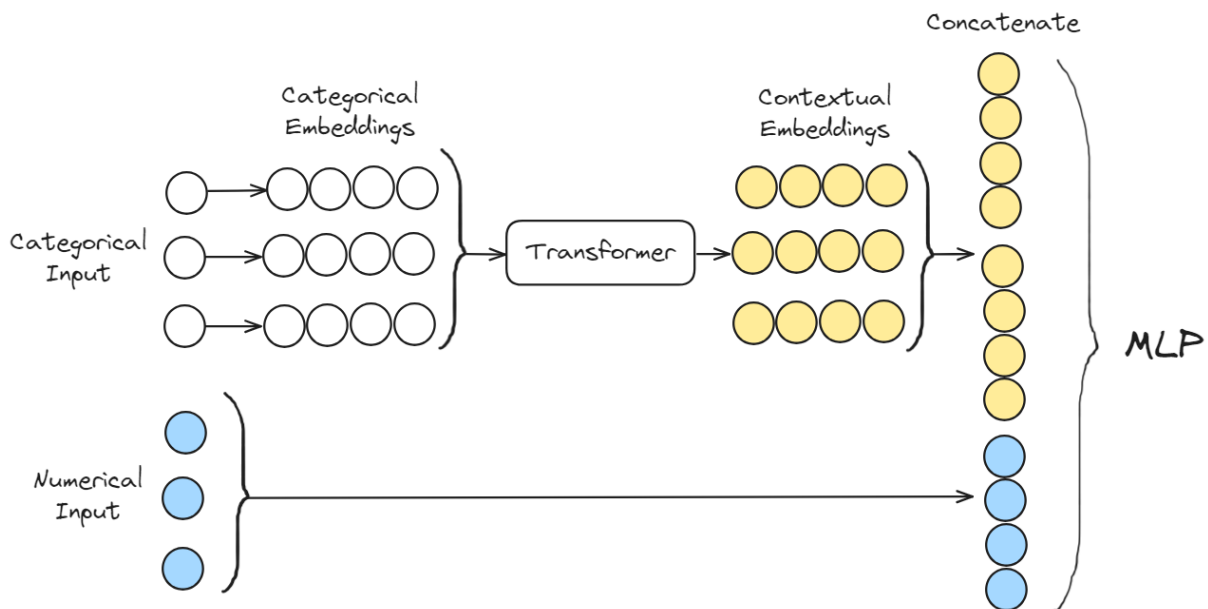 Concatenate
Categorical
Embeddings
Contextual
Embeddings
Categorical
Input
Transformer
MLP
Numerical
Input